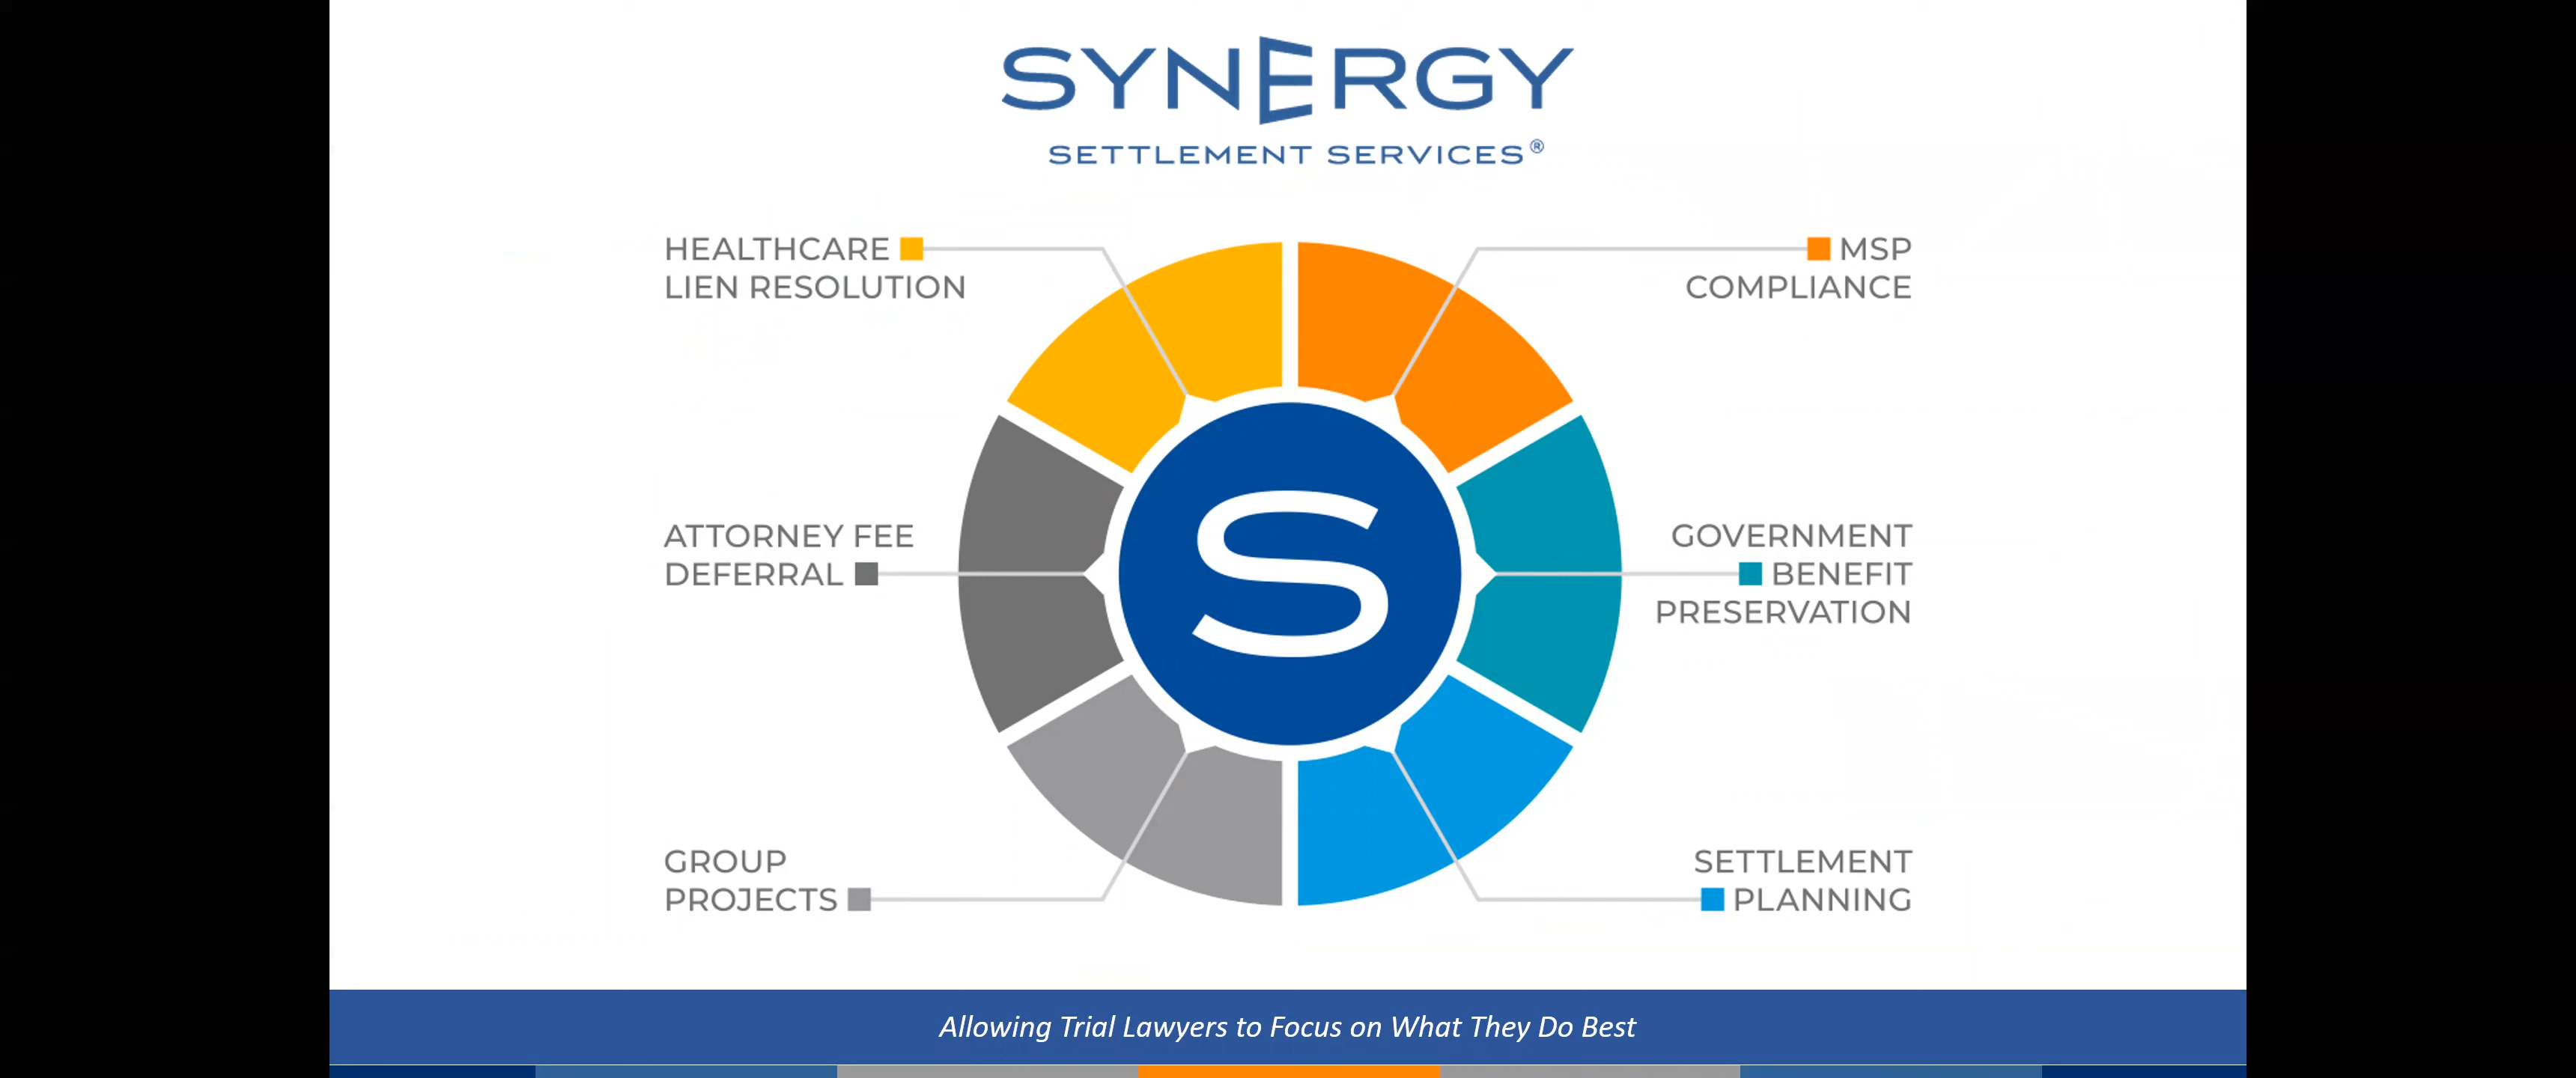 SYNERGY
SETTLEMENT SERVICES®
HEALTHCARE
LIEN RESOLUTION
MSP
COMPLIANCE
ATTORNEY FEE
DEFERRAL
GOVERNMENT
BENEFIT
PRESERVATION
S
GROUP
PROJECTS
SETTLEMENT
PLANNING
Allowing Trial Lawyers to Focus on What They Do Best